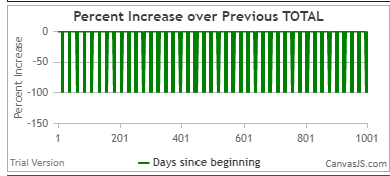 Percent Increase over Previous TOTAL
Percent Increase
0
-50
-100
-150
1 201 401 601 801 1001
Days since beginning
Trial Version
CanvasJS.com